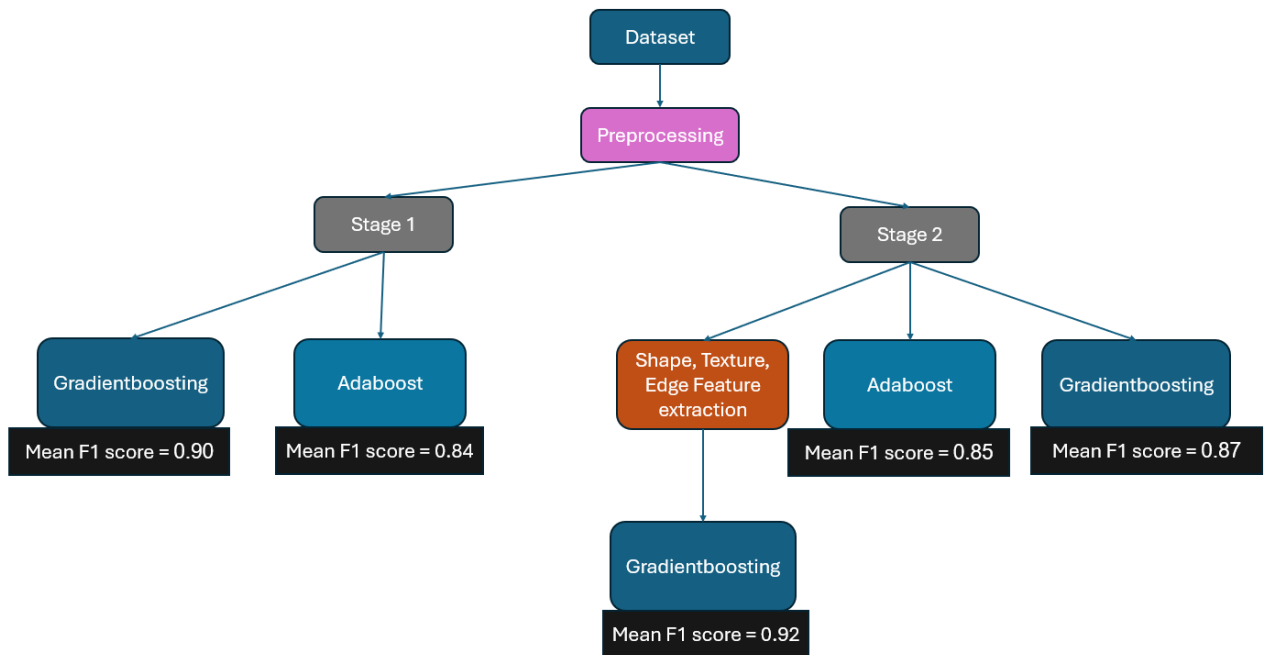 Dataset
Preprocessing
Stage 1
Stage 2
Gradientboosting
Mean F1 score = 0.90
Adaboost
Mean F1 score = 0.84
Shape, Texture,
Edge Feature
extraction
Adaboost
Mean F1 score = 0.85
Gradientboosting
Mean F1 score = 0.87
Gradientboosting
Mean F1 score = 0.92